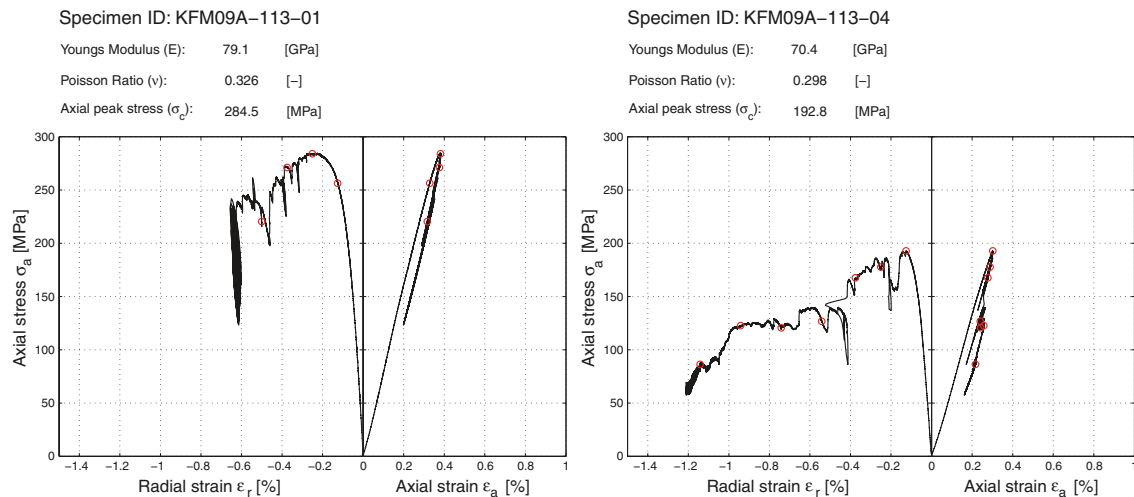 Specimen ID: KFM09A−113−01
Youngs Modulus (E): 79.1 [GPa]
Poisson Ratio (ν): 0.326 [−]
Axial peak stress (σc): 284.5 [MPa]
300
250
200
150
100
50
0
Axial stress σa [MPa]
−1.4 −1.2 −1 −0.8 −0.6 −0.4 −0.2 0 0.2 0.4 0.6 0.8 1
Radial strain εr [%] Axial strain εa [%]
Specimen ID: KFM09A−113−04
Youngs Modulus (E): 70.4 [GPa]
Poisson Ratio (ν): 0.298 [−]
Axial peak stress (σc): 192.8 [MPa]
300
250
200
150
100
50
0
Axial stress σa [MPa]
−1.4 −1.2 −1 −0.8 −0.6 −0.4 −0.2 0 0.2 0.4 0.6 0.8 1
Radial strain εr [%] Axial strain εa [%]